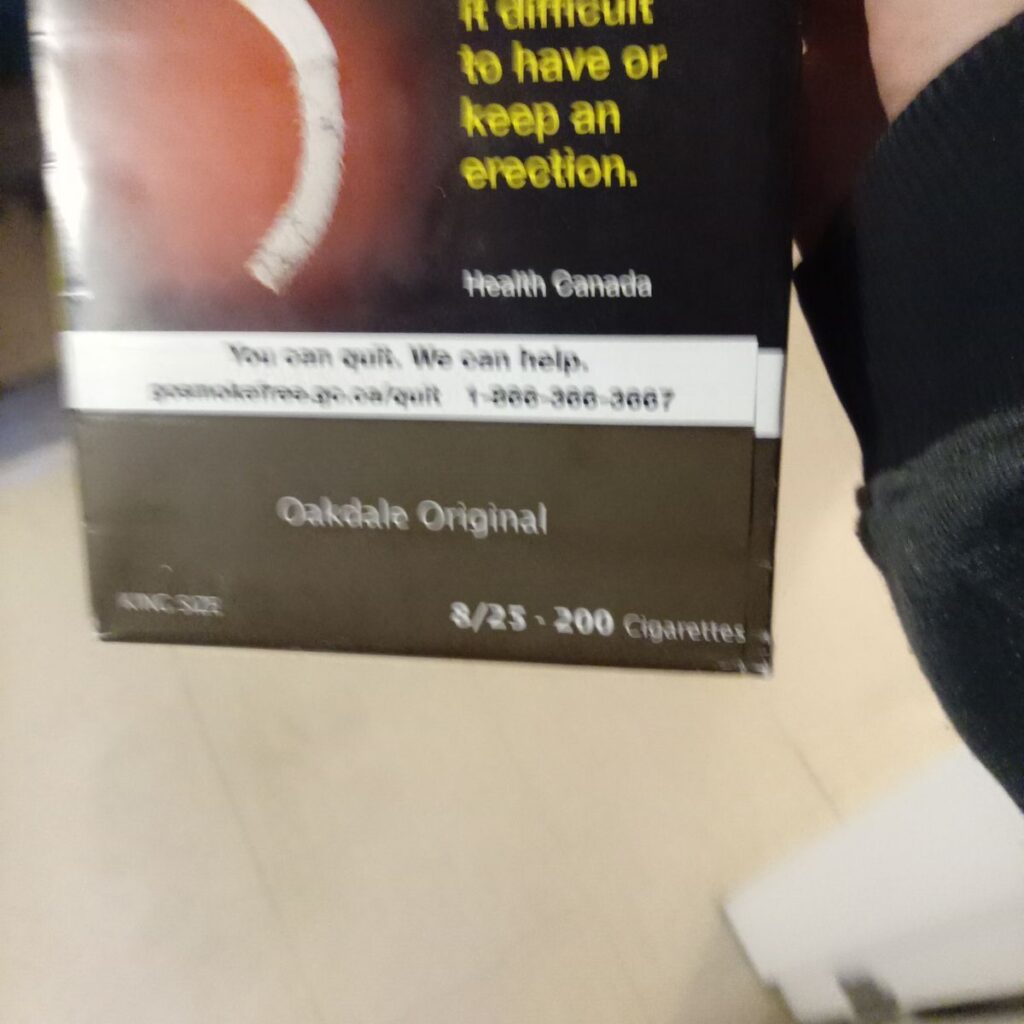 it difficult
to have or
keep an
erection.
Health Canada
You can quit. We can help.
gosmokefree.gc.ca/quit 1-866-366-3667
Oakdale Original
KING SIZE
8/25 - 200 Cigarettes